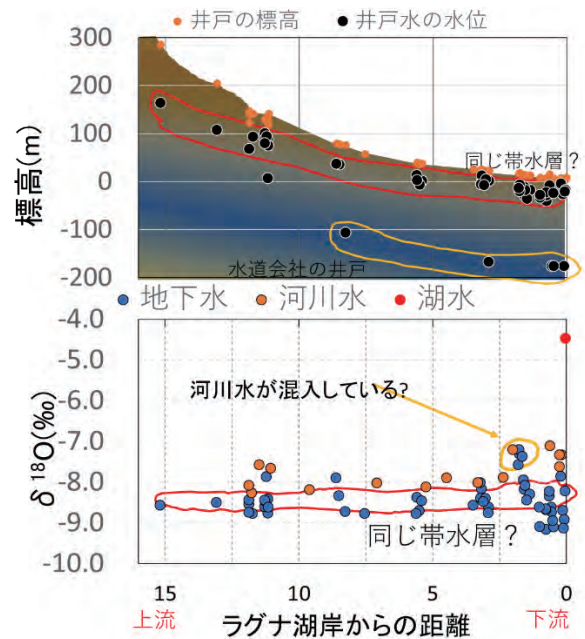 井戸の標高 井戸水の水位
300
200
100
0
-100
-200
標高(m)
同じ帯水層？
水道会社の井戸
地下水 河川水 湖水
-4.0
-5.0
-6.0
-7.0
-8.0
-9.0
-10.0
δ 18O(‰)
河川水が混入している?
同じ帯水層？
15 10 5 0
上流 ラグナ湖岸からの距離 下流